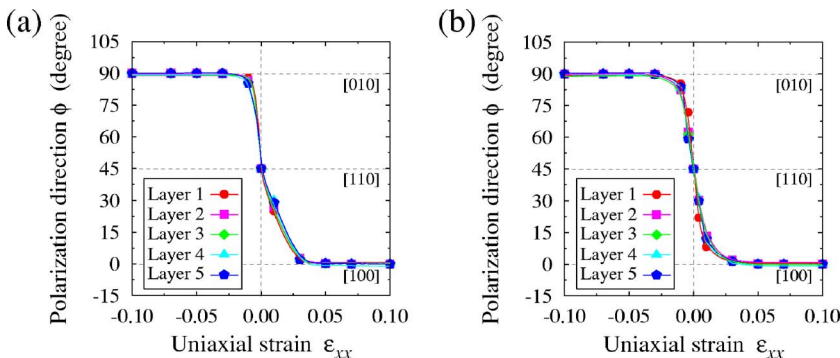 (a)
Polarization direction ϕ (degree)
105
90
75
60
45
30
15
0
-15
[010]
[110]
[100]
Layer 1
Layer 2
Layer 3
Layer 4
Layer 5
-0.10
-0.05
0.00
0.05
0.10
Uniaxial strain εxx
(b)
Polarization direction ϕ (degree)
105
90
75
60
45
30
15
0
-15
[010]
[110]
[100]
Layer 1
Layer 2
Layer 3
Layer 4
Layer 5
-0.10
-0.05
0.00
0.05
0.10
Uniaxial strain εxx